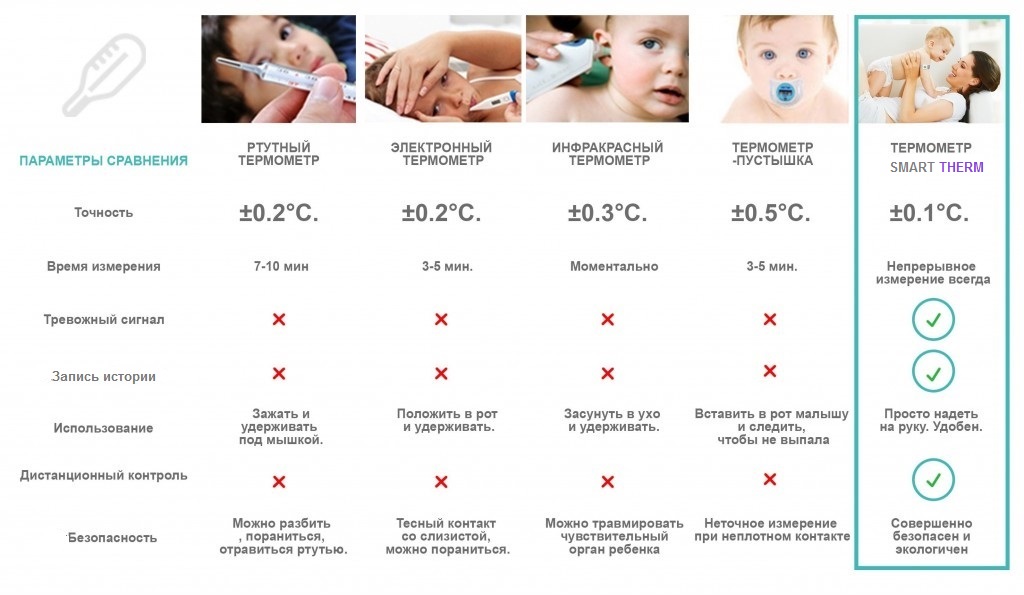 ПАРАМЕТРЫ СРАВНЕНИЯ
РТУТНЫЙ
ТЕРМОМЕТР
ЭЛЕКТРОННЫЙ
ТЕРМОМЕТР
ИНФРАКРАСНЫЙ
ТЕРМОМЕТР
ТЕРМОМЕТР
-ПУСТЫШКА
ТЕРМОМЕТР
SMART THERM
Точность
±0.2°C.
±0.2°C.
±0.3°C.
±0.5°C.
±0.1°C.
Время измерения
7-10 мин
3-5 мин.
Моментально
3-5 мин.
Непрерывное
измерение всегда
Тревожный сигнал
Запись истории
Использование
Зажать и
удерживать
под мышкой.
Положить в рот
и удерживать.
Засунуть в ухо
и удерживать.
Вставить в рот малышу
и следить,
чтобы не выпала
Просто надеть
на руку. Удобен.
Дистанционный контроль
Безопасность
Можно разбить
, пораниться,
отравиться ртутью.
Тесный контакт
со слизистой,
можно пораниться.
Можно травмировать
чувствительный
орган ребенка
Неточное измерение
при неплотном контакте
Совершенно
безопасен и
экологичен